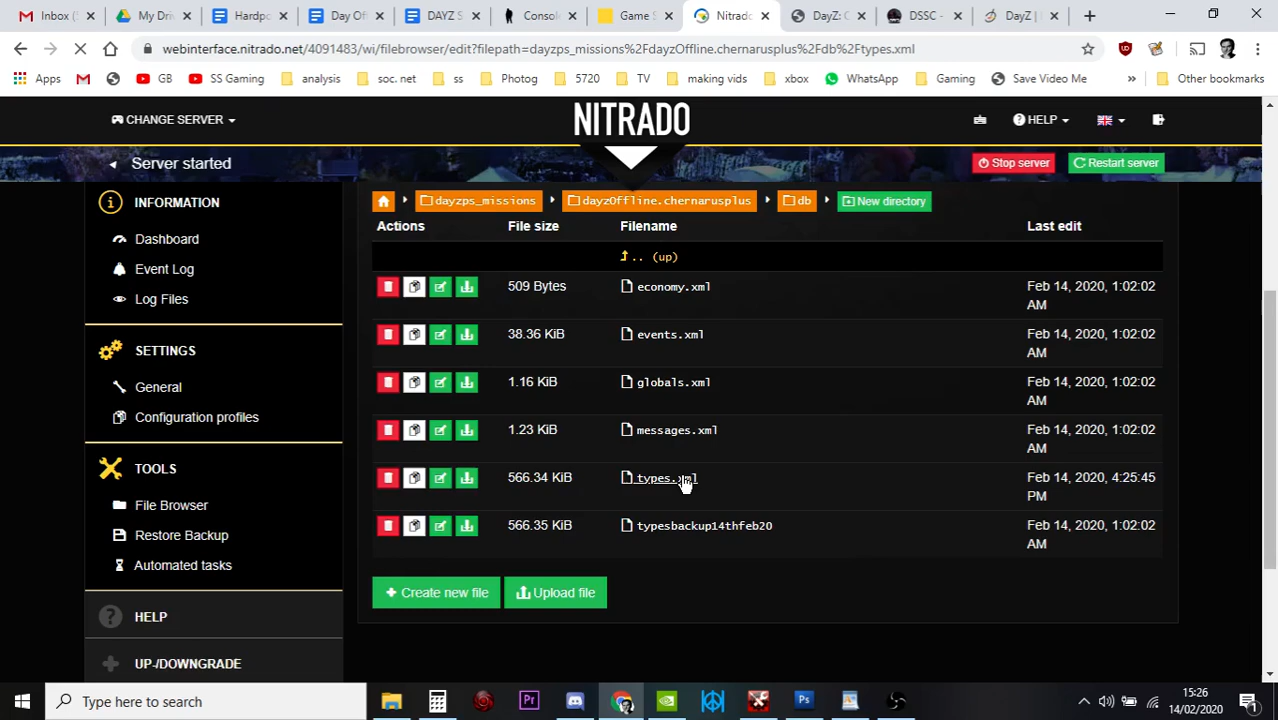 Inbox (
My Driv
Hardpo
Day Of
DAYZ S
Consol
Game S
Nitrado
DayZ: C
DSSC -
DayZ |
webinterface.nitrado.net/4091483/wi/filebrowser/edit?filepath=dayzps_missions%2FdayzOffline.chernarusplus%2Fdb%2Ftypes.xml
Apps
GB
SS Gaming
analysis
soc. net
ss
Photog
5720
TV
making vids
xbox
WhatsApp
Gaming
Save Video Me
»
Other bookmarks
CHANGE SERVER
NITRADO
HELP
Server started
Stop server
Restart server
INFORMATION
Dashboard
Event Log
Log Files
SETTINGS
General
Configuration profiles
TOOLS
File Browser
Restore Backup
Automated tasks
HELP
UP-/DOWNGRADE
dayzps_missions
dayzOffline.chernarusplus
db
New directory
Actions File size Filename Last edit
.. (up)
509 Bytes economy.xml Feb 14, 2020, 1:02:02
AM
38.36 KiB events.xml Feb 14, 2020, 1:02:02
AM
1.16 KiB globals.xml Feb 14, 2020, 1:02:02
AM
1.23 KiB messages.xml Feb 14, 2020, 1:02:02
AM
566.34 KiB types.xml Feb 14, 2020, 4:25:45
PM
566.35 KiB typesbackup14thfeb20 Feb 14, 2020, 1:02:02
AM
+ Create new file
Upload file
Type here to search
15:26
14/02/2020